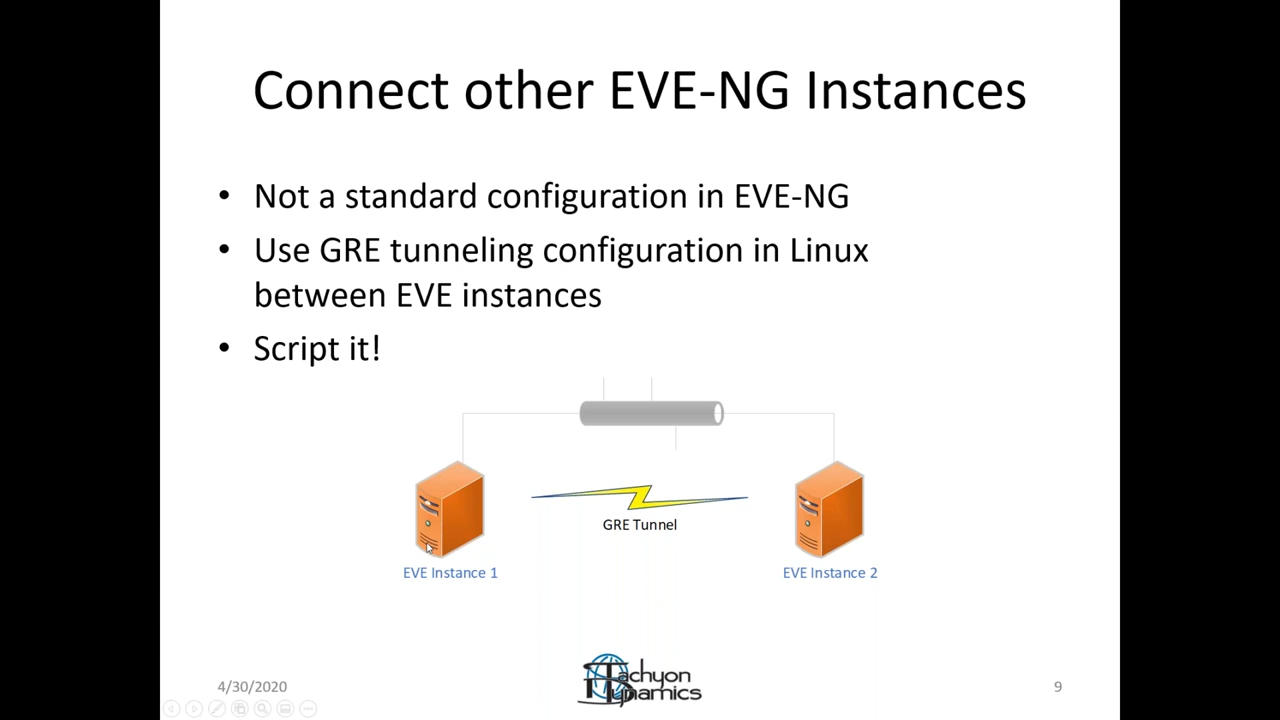 Connect other EVE-NG Instances
• Not a standard configuration in EVE-NG
• Use GRE tunneling configuration in Linux
between EVE instances
• Script it!
GRE Tunnel
EVE Instance 1
EVE Instance 2
4/30/2020
Tachyon
Dynamics
9